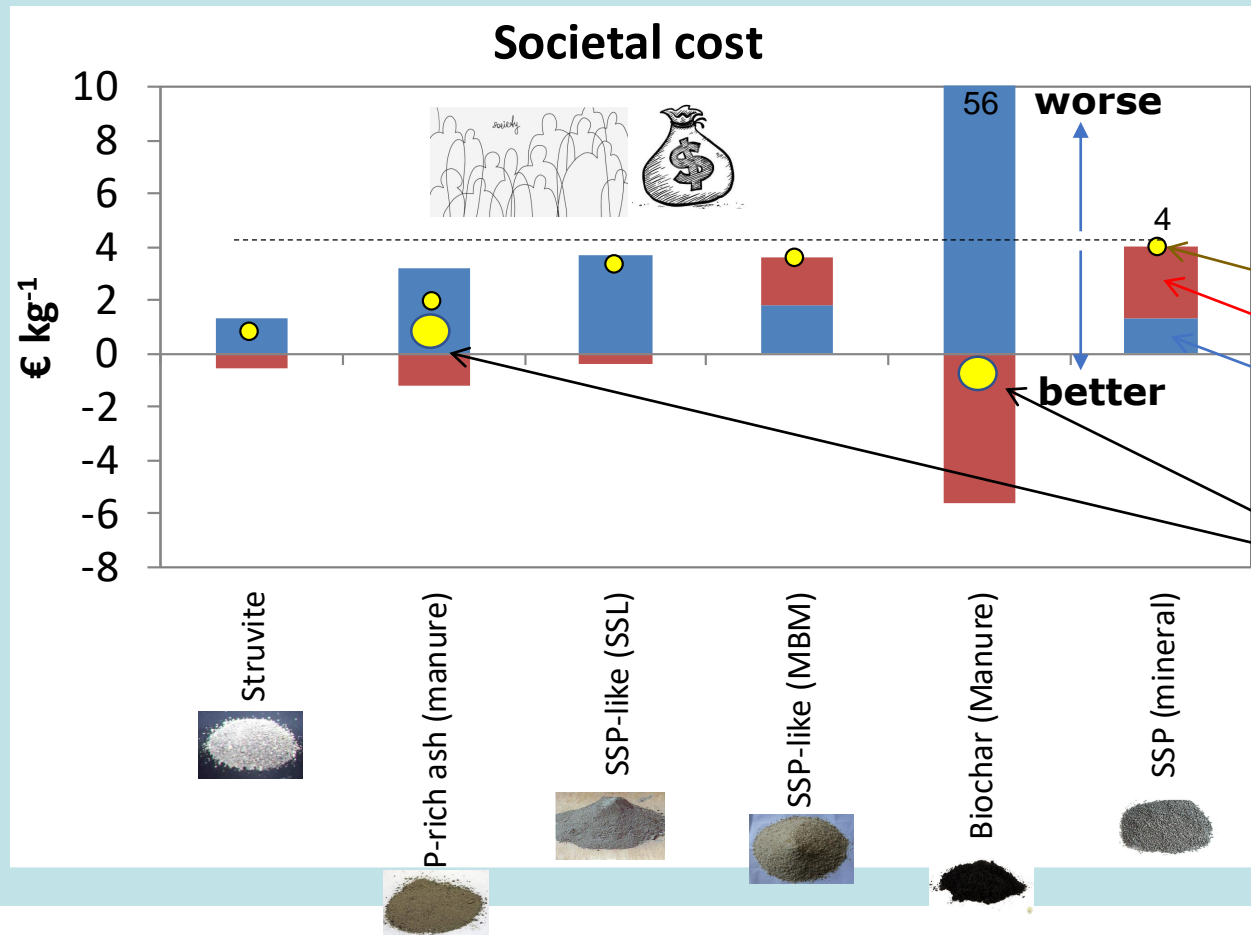 Societal cost
€ kg-1
10
8
6
4
2
0
-2
-4
-6
-8
society
$
56
worse
better
4
Struvite
P-rich ash (manure)
SSP-like (SSL)
SSP-like (MBM)
Biochar (Manure)
SSP (mineral)